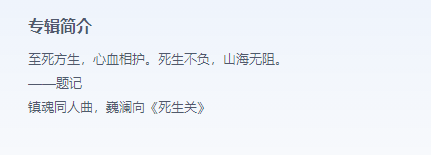 专辑简介
至死方生，心血相护。死生不负，山海无阻。
——题记
镇魂同人曲，巍澜向《死生关》